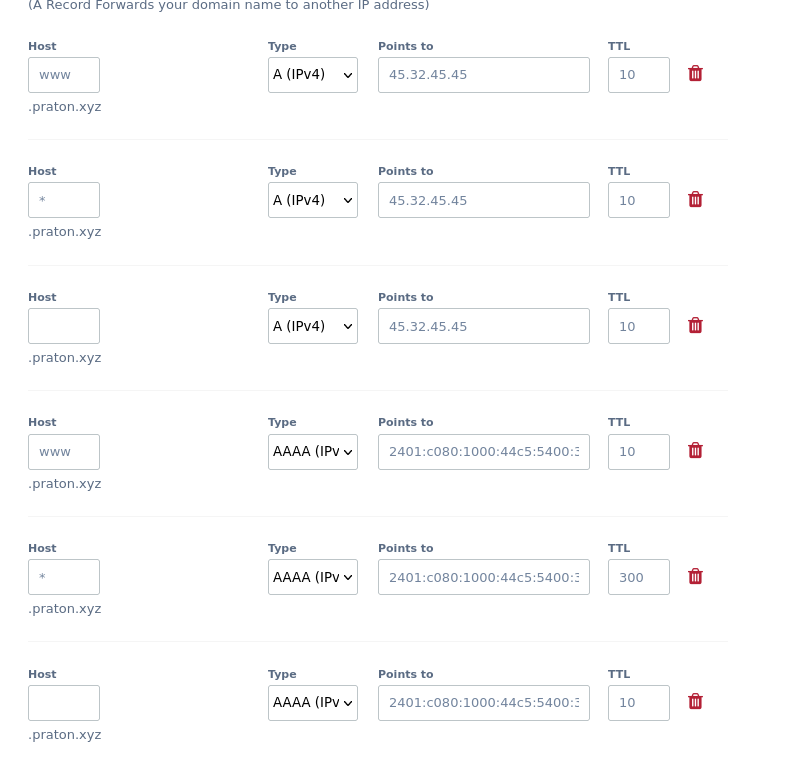 (A Record Forwards your domain name to another IP address)
Host Type Points to TTL
www A (IPv4) 45.32.45.45 10
.praton.xyz
Host Type Points to TTL
* A (IPv4) 45.32.45.45 10
.praton.xyz
Host Type Points to TTL
A (IPv4) 45.32.45.45 10
.praton.xyz
Host Type Points to TTL
www AAAA (IPv 2401:c080:1000:44c5:5400:3 10
.praton.xyz
Host Type Points to TTL
* AAAA (IPv 2401:c080:1000:44c5:5400:3 300
.praton.xyz
Host Type Points to TTL
AAAA (IPv 2401:c080:1000:44c5:5400:3 10
.praton.xyz